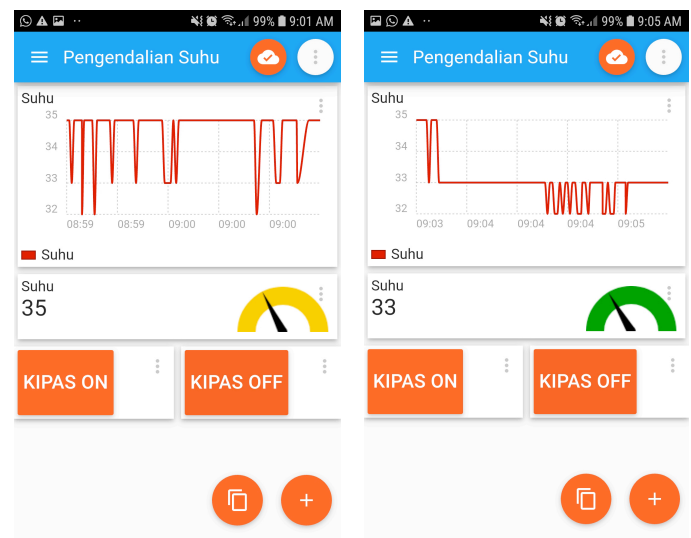 99% 9:01 AM
Pengendalian Suhu
Suhu
35
34
33
32
08:59 08:59 09:00 09:00 09:00
Suhu
Suhu
35
KIPAS ON
KIPAS OFF
+
99% 9:05 AM
Pengendalian Suhu
Suhu
35
34
33
32
09:03 09:04 09:04 09:04 09:05
Suhu
Suhu
33
KIPAS ON
KIPAS OFF
+